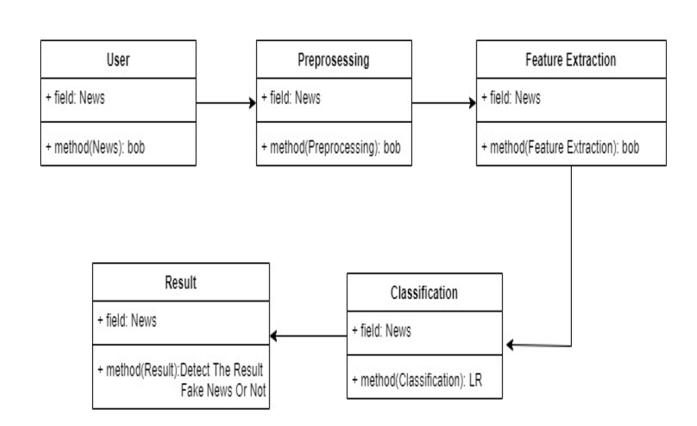 User
+ field: News
+ method(News): bob
Preprosessing
+ field: News
+ method(Preprocessing): bob
Feature Extraction
+ field: News
+ method(Feature Extraction): bob
Result
+ field: News
+ method(Result):Detect The Result
Fake News Or Not
Classification
+ field: News
+ method(Classification): LR